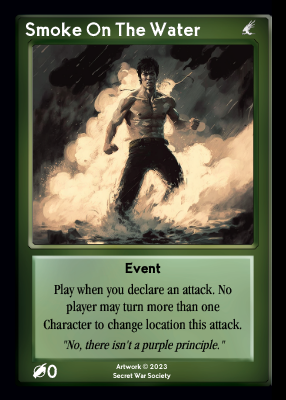 Smoke On The Water
Event
Play when you declare an attack. No
player may turn more than one
Character to change location this attack.
"No, there isn't a purple principle."
0
Artwork © 2023
Secret War Society